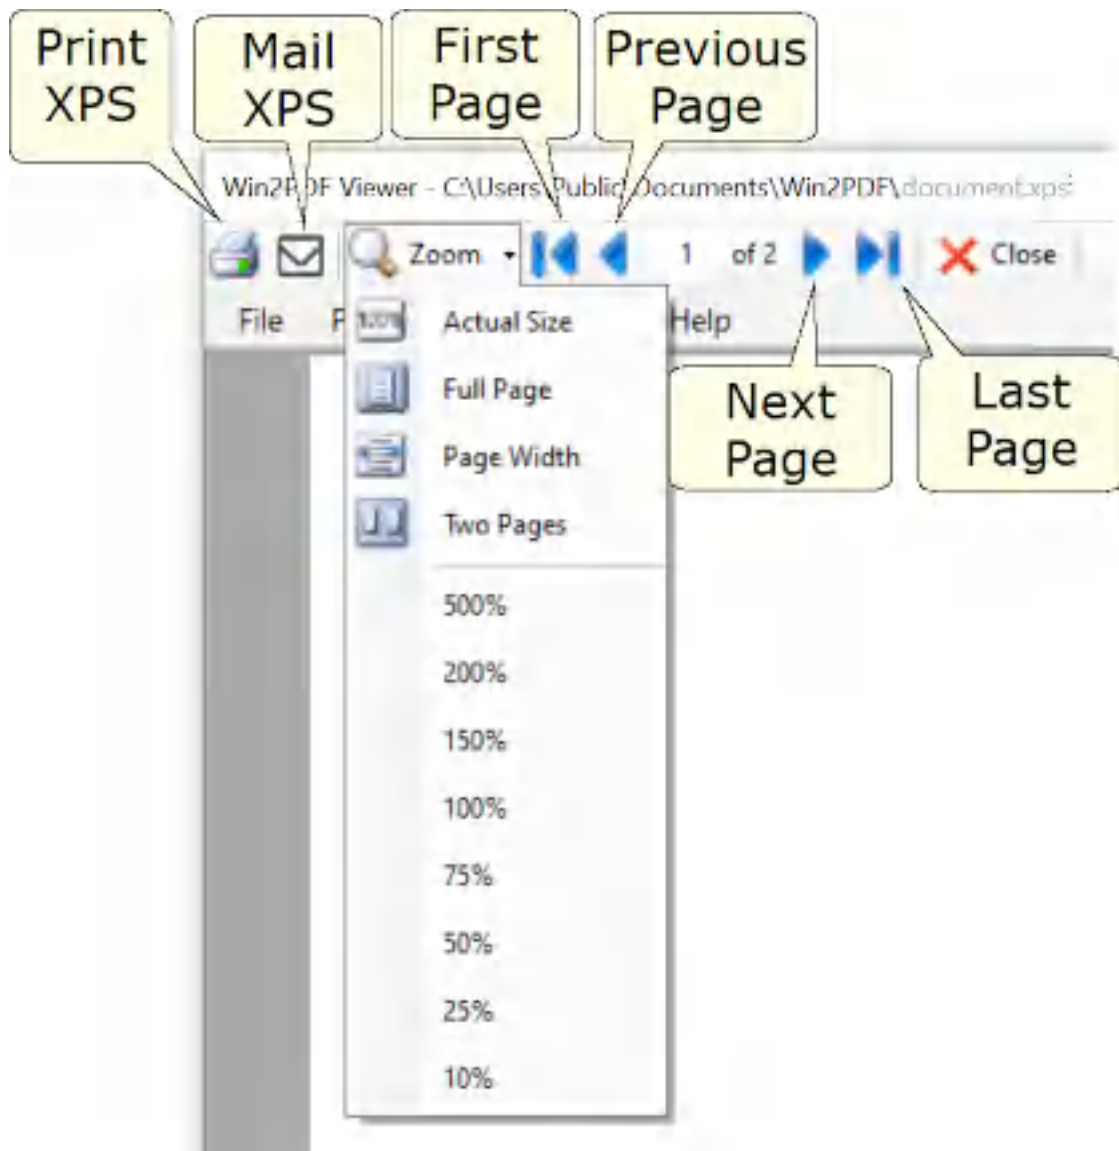 Print
XPS
Mail
XPS
First
Page
Previous
Page
Win2PDF Viewer - C:\Users\Public\Documents\Win2PDF\document.xps
Zoom
1 of 2
Close
File
Help
100%
Actual Size
Full Page
Page Width
Two Pages
Next
Page
Last
Page
500%
200%
150%
100%
75%
50%
25%
10%